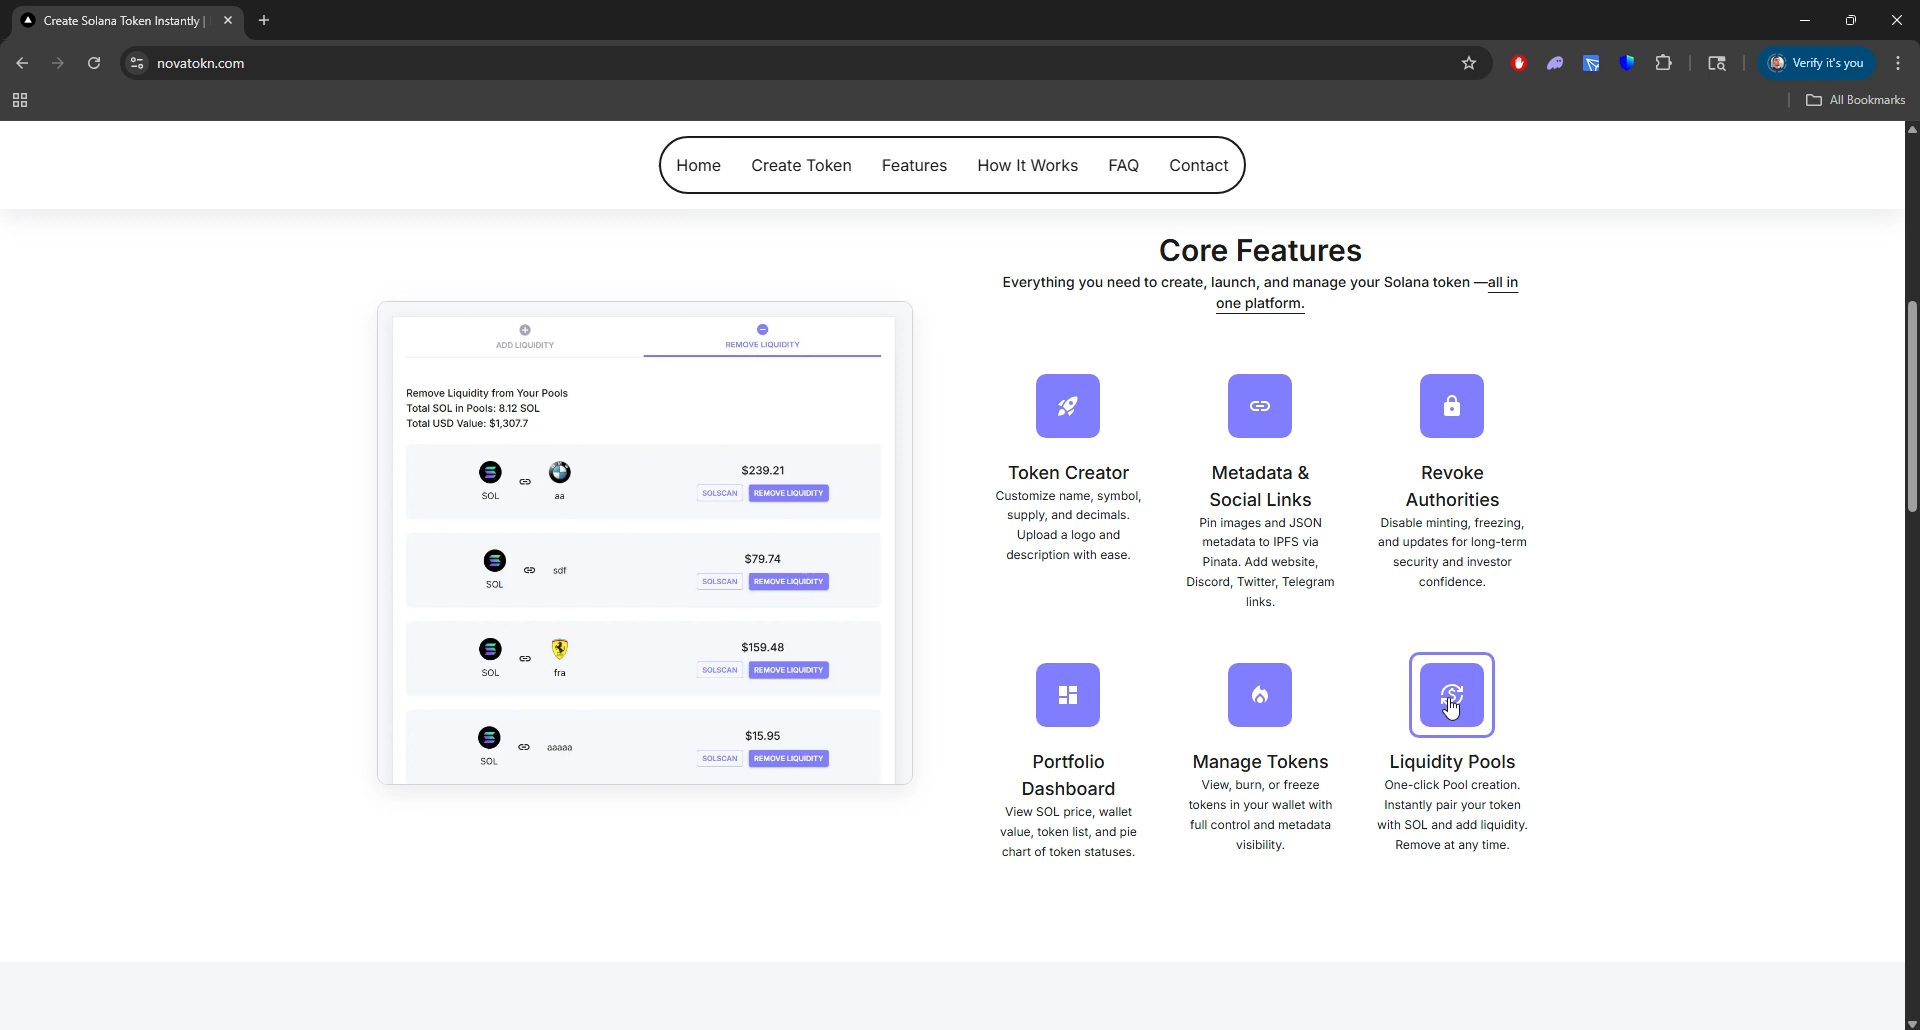 Create Solana Token Instantly |
novatokn.com
Verify it's you
All Bookmarks
Home
Create Token
Features
How It Works
FAQ
Contact
ADD LIQUIDITY
REMOVE LIQUIDITY
Remove Liquidity from Your Pools
Total SOL in Pools: 8.12 SOL
Total USD Value: $1,307.7
SOL
aa
$239.21
SOLSCAN
REMOVE LIQUIDITY
SOL
sdf
$79.74
SOLSCAN
REMOVE LIQUIDITY
SOL
fra
$159.48
SOLSCAN
REMOVE LIQUIDITY
SOL
aaaaa
$15.95
SOLSCAN
REMOVE LIQUIDITY
Core Features
Everything you need to create, launch, and manage your Solana token —all in
one platform.
Token Creator
Customize name, symbol,
supply, and decimals.
Upload a logo and
description with ease.
Metadata &
Social Links
Pin images and JSON
metadata to IPFS via
Pinata. Add website,
Discord, Twitter, Telegram
links.
Revoke
Authorities
Disable minting, freezing,
and updates for long-term
security and investor
confidence.
Portfolio
Dashboard
View SOL price, wallet
value, token list, and pie
chart of token statuses.
Manage Tokens
View, burn, or freeze
tokens in your wallet with
full control and metadata
visibility.
Liquidity Pools
One-click Pool creation.
Instantly pair your token
with SOL and add liquidity.
Remove at any time.